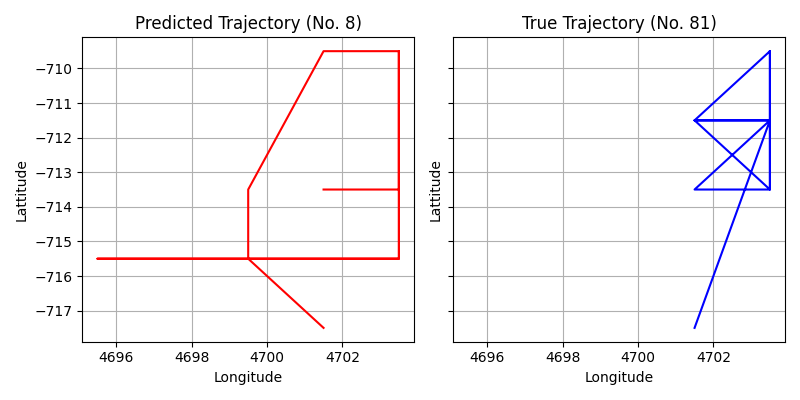 Predicted Trajectory (No. 8)
True Trajectory (No. 81)
Lattitude
−710
−711
−712
−713
−714
−715
−716
−717
4696 4698 4700 4702
Longitude
Lattitude
4696 4698 4700 4702
Longitude